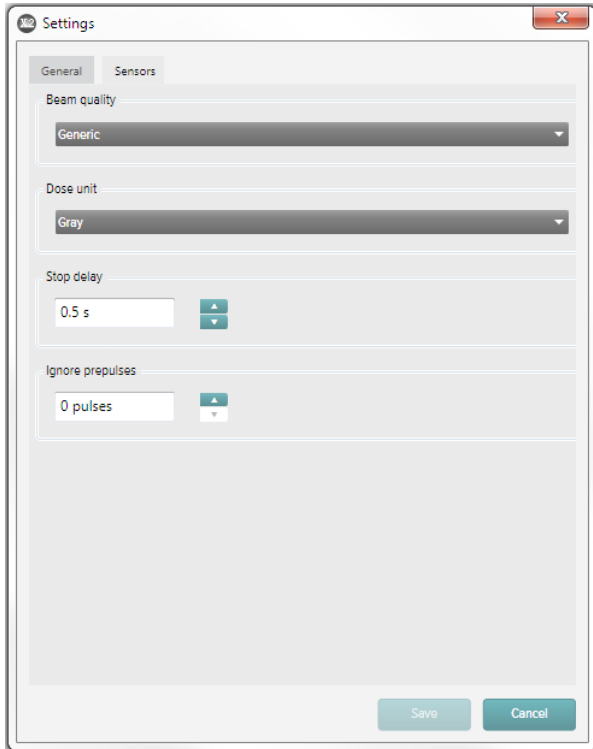 X2 Settings
General Sensors
Beam quality
Generic
Dose unit
Gray
Stop delay
0.5 s
Ignore prepulses
0 pulses
Save Cancel